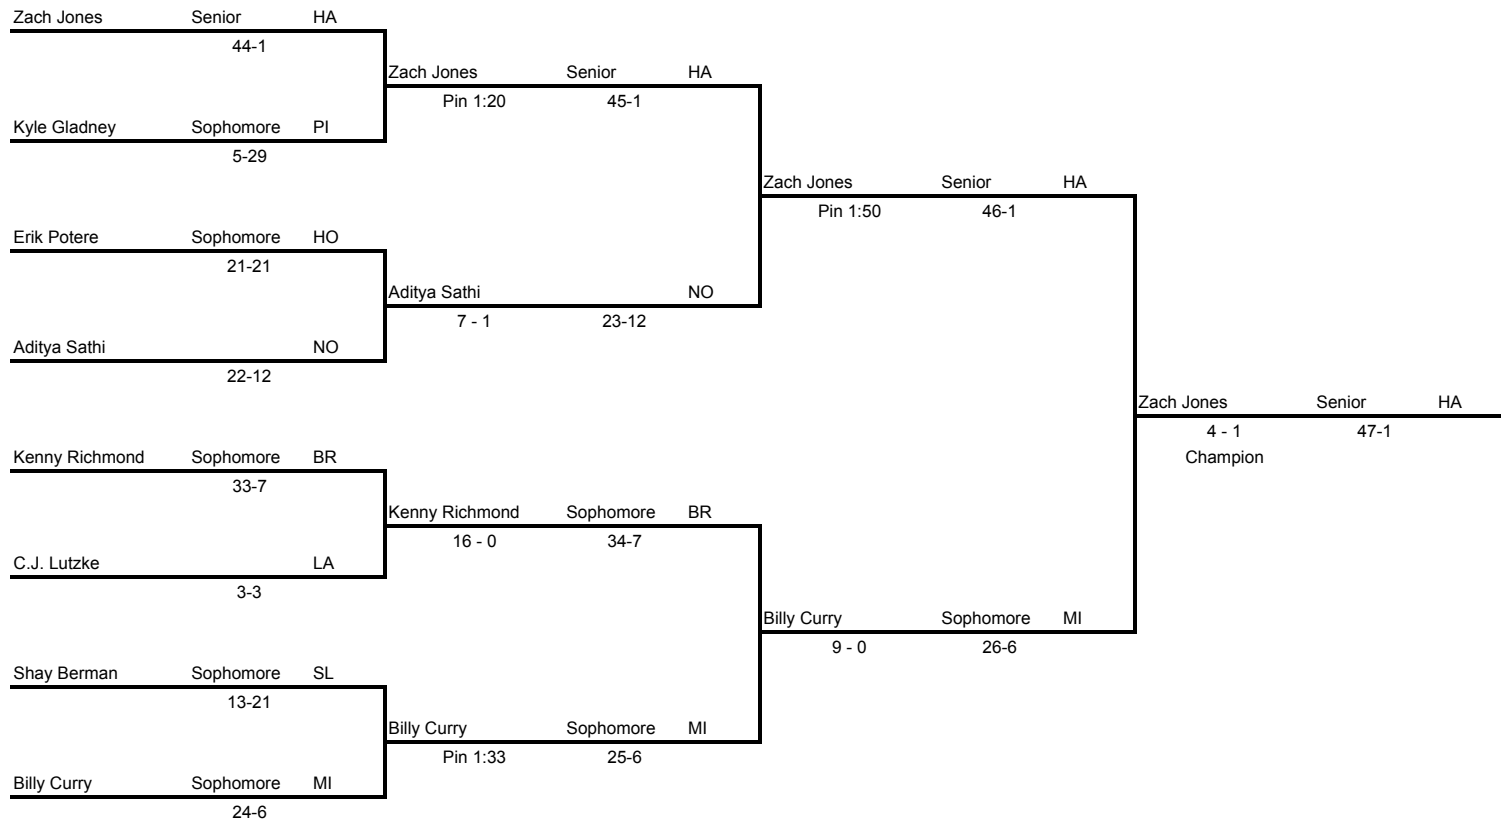 Zach Jones Senior HA
44-1
Zach Jones Senior HA
Pin 1:20 45-1
Kyle Gladney Sophomore PI
5-29
Zach Jones Senior HA
Pin 1:50 46-1
Erik Potere Sophomore HO
21-21
Aditya Sathi NO
7 - 1 23-12
Aditya Sathi NO
22-12
Zach Jones Senior HA
4 - 1 47-1
Champion
Kenny Richmond Sophomore BR
33-7
Kenny Richmond Sophomore BR
16 - 0 34-7
C.J. Lutzke LA
3-3
Billy Curry Sophomore MI
9 - 0 26-6
Shay Berman Sophomore SL
13-21
Billy Curry Sophomore MI
Pin 1:33 25-6
Billy Curry Sophomore MI
24-6